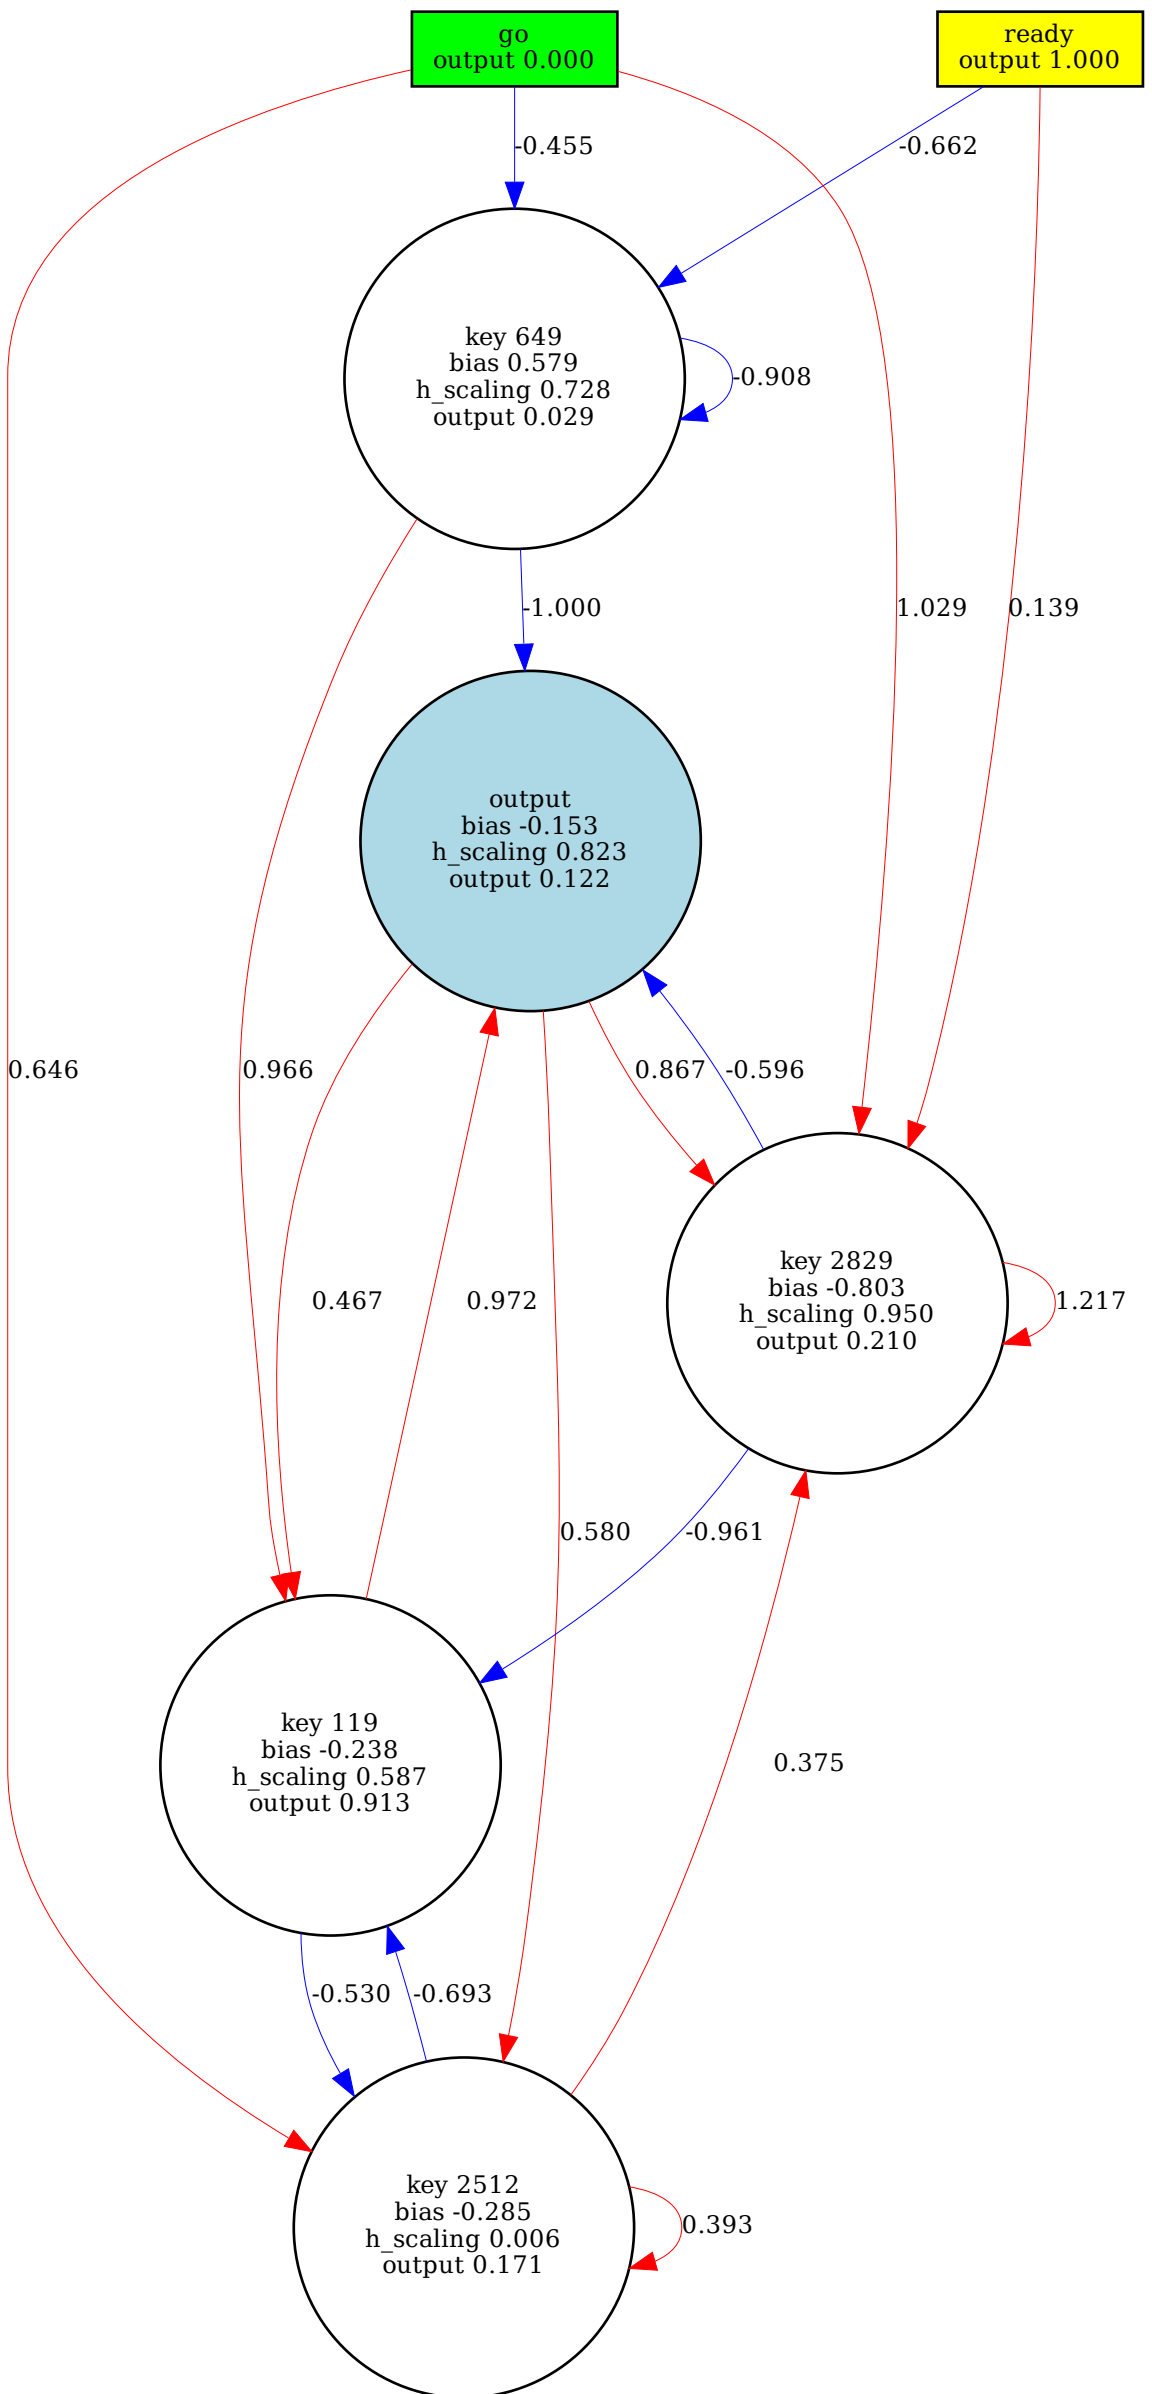 go
output 0.000
ready
output 1.000
-0.455
-0.662
key 649
bias 0.579
h_scaling 0.728
output 0.029
-0.908
-1.000
1.029
0.139
output
bias -0.153
h_scaling 0.823
output 0.122
0.646
0.966
0.867
-0.596
key 2829
bias -0.803
h_scaling 0.950
output 0.210
0.467
0.972
1.217
0.580
-0.961
key 119
bias -0.238
h_scaling 0.587
output 0.913
0.375
-0.530
-0.693
key 2512
bias -0.285
h_scaling 0.006
output 0.171
0.393